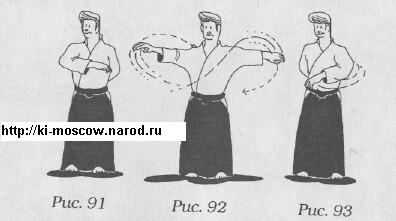 http://ki-moscow.narod.ru
Рис. 91
Рис. 92
Рис. 93